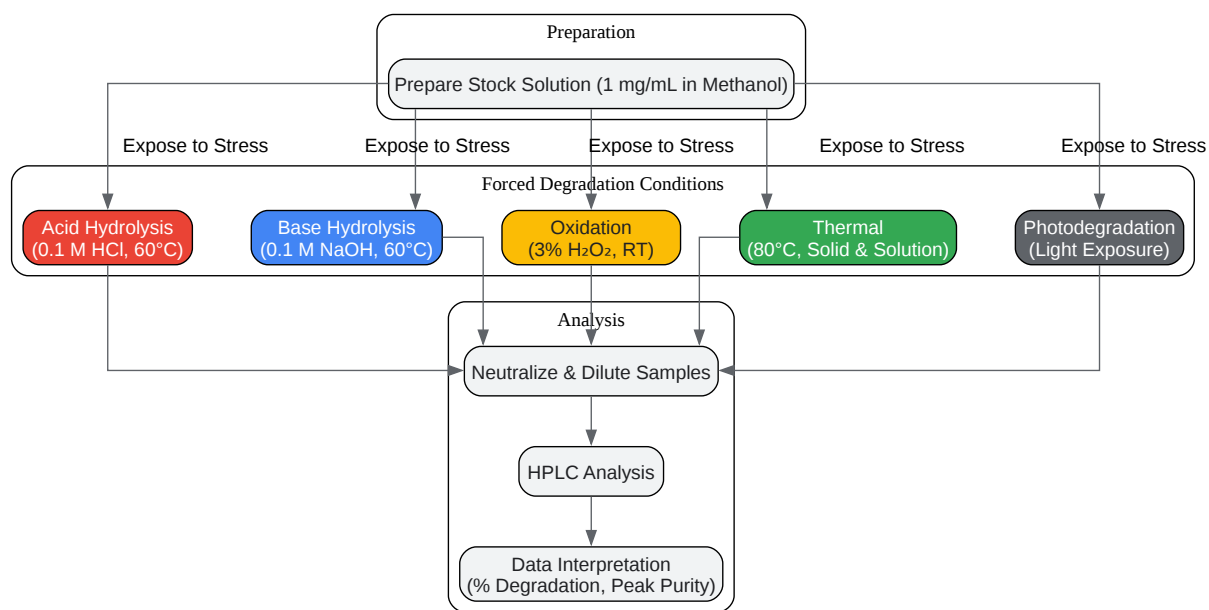 Preparation
Prepare Stock Solution (1 mg/mL in Methanol)
Expose to Stress
Expose to Stress
Expose to Stress
Expose to Stress
Expose to Stress
Forced Degradation Conditions
Acid Hydrolysis
(0.1 M HCl, 60°C)
Base Hydrolysis
(0.1 M NaOH, 60°C)
Oxidation
(3% H₂O₂, RT)
Thermal
(80°C, Solid & Solution)
Photodegradation
(Light Exposure)
Analysis
Neutralize & Dilute Samples
HPLC Analysis
Data Interpretation
(% Degradation, Peak Purity)